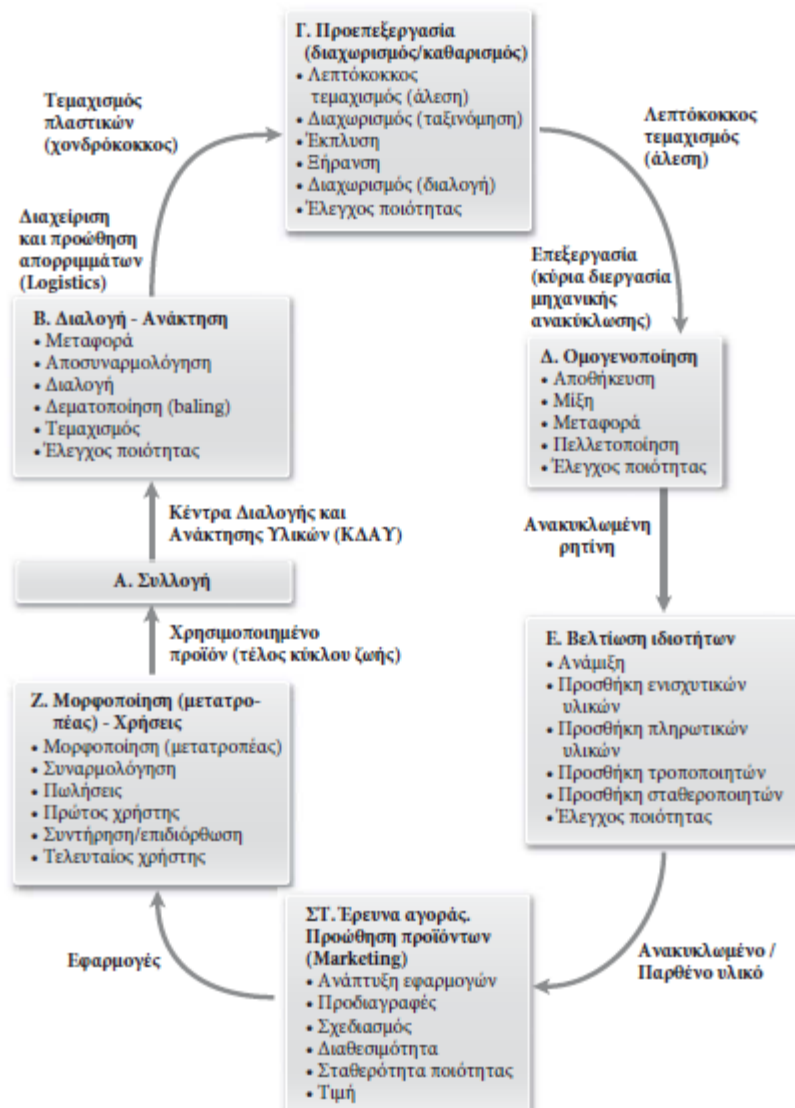 Γ. Προεπεξεργασία
(διαχωρισμός/καθαρισμός)
• Λεπτόκοκκος
τεμαχισμός (άλεση)
• Διαχωρισμός (ταξινόμηση)
• Έκπλυση
• Ξήρανση
• Διαχωρισμός (διαλογή)
• Έλεγχος ποιότητας
Τεμαχισμός
πλαστικών
(χονδρόκοκκος)
Λεπτόκοκκος
τεμαχισμός
(άλεση)
Διαχείριση
και προώθηση
απορριμμάτων
(Logistics)
Επεξεργασία
(κύρια διεργασία
μηχανικής
ανακύκλωσης)
Β. Διαλογή - Ανάκτηση
• Μεταφορά
• Αποσυναρμολόγηση
• Διαλογή
• Δεματοποίηση (baling)
• Τεμαχισμός
• Έλεγχος ποιότητας
Δ. Ομογενοποίηση
• Αποθήκευση
• Μίξη
• Μεταφορά
• Πελλετοποίηση
• Έλεγχος ποιότητας
Κέντρα Διαλογής και
Ανάκτησης Υλικών (ΚΔΑΥ)
Ανακυκλωμένη
ρητίνη
Α. Συλλογή
Χρησιμοποιημένο
προϊόν (τέλος κύκλου ζωής)
Ε. Βελτίωση ιδιοτήτων
• Ανάμιξη
• Προσθήκη ενισχυτικών
υλικών
• Προσθήκη πληρωτικών
υλικών
• Προσθήκη τροποποιητών
• Προσθήκη σταθεροποιητών
• Έλεγχος ποιότητας
Ζ. Μορφοποίηση (μετατρο-
πέας) - Χρήσεις
• Μορφοποίηση (μετατροπέας)
• Συναρμολόγηση
• Πωλήσεις
• Πρώτος χρήστης
• Συντήρηση/επιδιόρθωση
• Τελευταίος χρήστης
ΣΤ. Έρευνα αγοράς.
Προώθηση προϊόντων
(Marketing)
• Ανάπτυξη εφαρμογών
• Προδιαγραφές
• Σχεδιασμός
• Διαθεσιμότητα
• Σταθερότητα ποιότητας
• Τιμή
Εφαρμογές
Ανακυκλωμένο /
Παρθένο υλικό